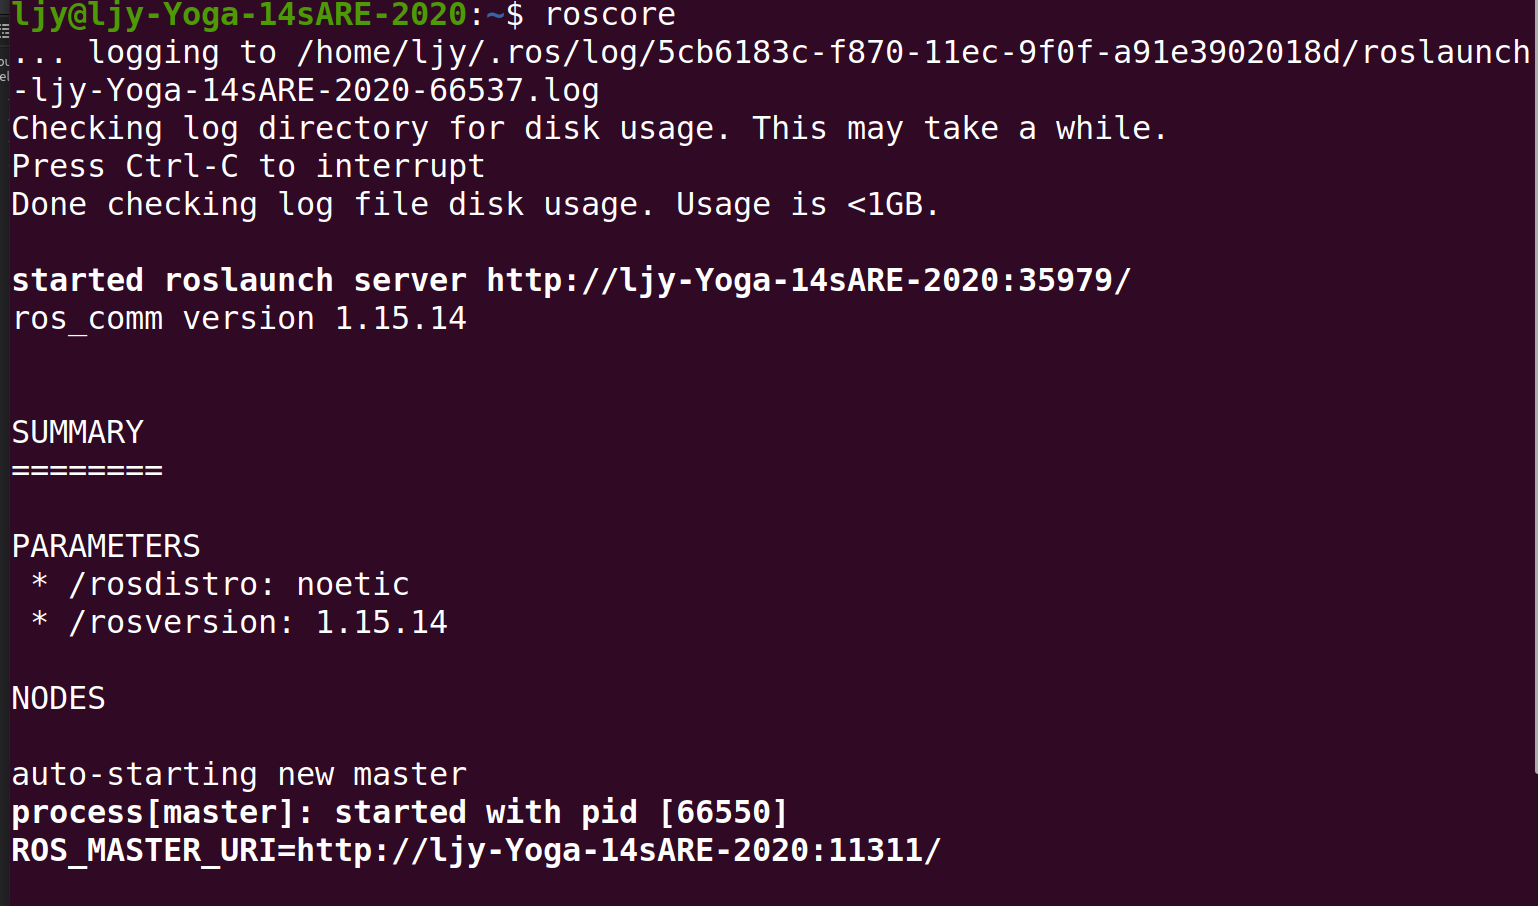 ljy@ljy-Yoga-14sARE-2020:~$ roscore
... logging to /home/ljy/.ros/log/5cb6183c-f870-11ec-9f0f-a91e3902018d/roslaunch
-ljy-Yoga-14sARE-2020-66537.log
Checking log directory for disk usage. This may take a while.
Press Ctrl-C to interrupt
Done checking log file disk usage. Usage is <1GB.
started roslaunch server http://ljy-Yoga-14sARE-2020:35979/
ros_comm version 1.15.14
SUMMARY
========
PARAMETERS
 * /rosdistro: noetic
 * /rosversion: 1.15.14
NODES
auto-starting new master
process[master]: started with pid [66550]
ROS_MASTER_URI=http://ljy-Yoga-14sARE-2020:11311/